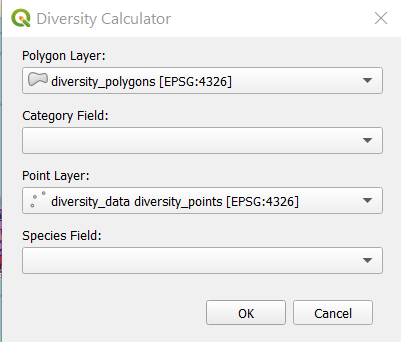 Diversity Calculator
Polygon Layer:
diversity_polygons [EPSG:4326]
Category Field:
Point Layer:
diversity_data diversity_points [EPSG:4326]
Species Field:
OK
Cancel